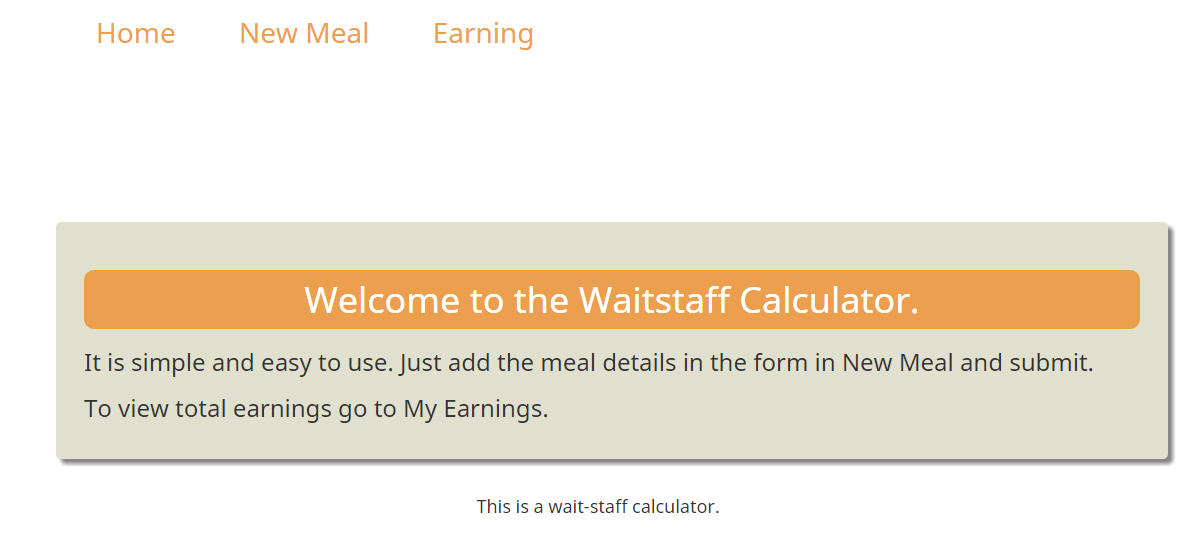 Home New Meal Earning
Welcome to the Waitstaff Calculator.
It is simple and easy to use. Just add the meal details in the form in New Meal and submit.
To view total earnings go to My Earnings.
This is a wait-staff calculator.